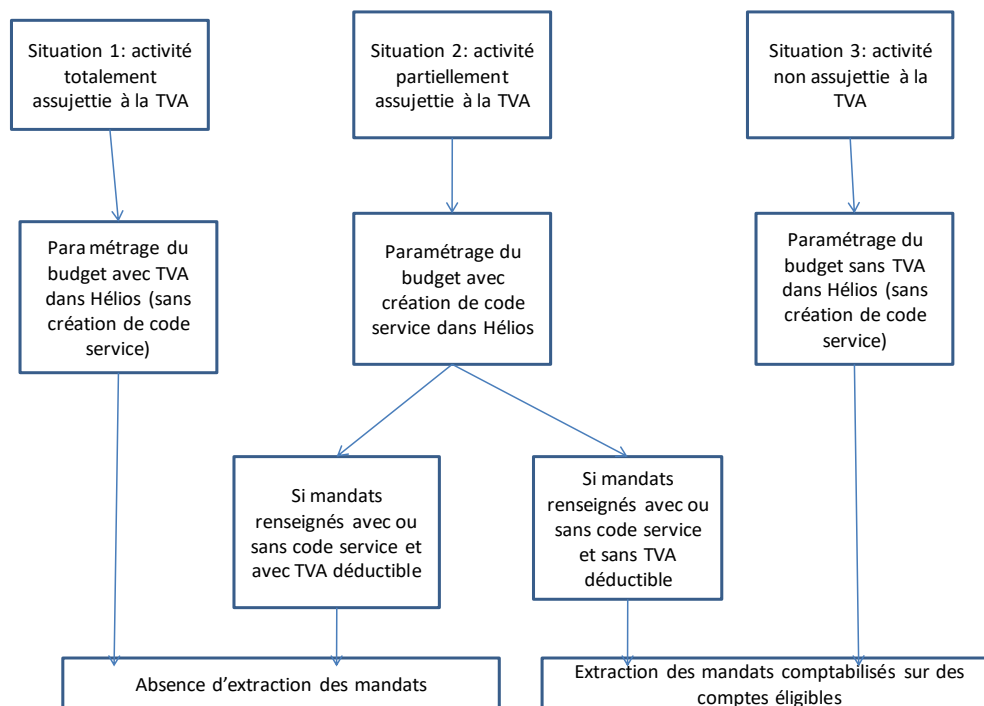 Situation 1: activité
totalement
assujettie à la TVA
Situation 2: activité
partiellement
assujettie à la TVA
Situation 3: activité
non assujettie à la
TVA
Para métrage du
budget avec TVA
dans Hélios (sans
création de code
service)
Paramétrage du
budget avec
création de code
service dans Hélios
Paramétrage du
budget sans TVA
dans Hélios (sans
création de code
service)
Si mandats
renseignés avec ou
sans code service et
avec TVA déductible
Si mandats
renseignés avec ou
sans code service
et sans TVA
déductible
Absence d'extraction des mandats
Extraction des mandats comptabilisés sur des
comptes éligibles